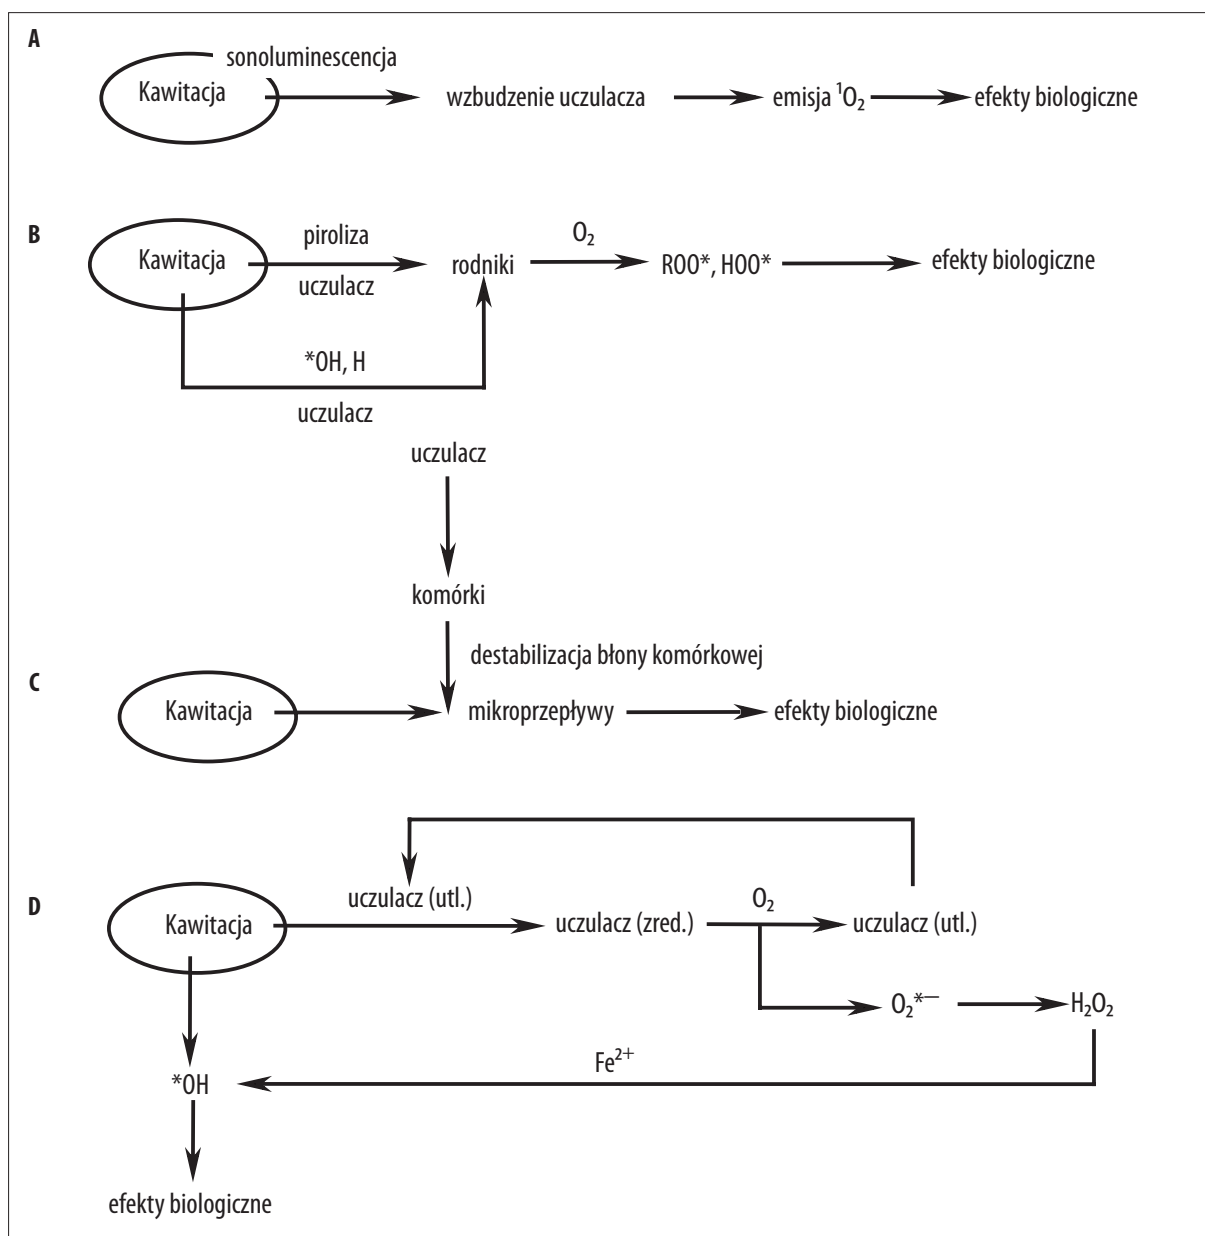 A
sonoluminescencja
Kawitacja
wzbudzenie uczulacza
emisja ¹O₂
efekty biologiczne
B
Kawitacja
piroliza
uczulacz
rodniki
O₂
ROO*, HOO*
efekty biologiczne
*OH, H
uczulacz
uczulacz
komórki
destabilizacja błony komórkowej
C
Kawitacja
mikroprzepływy
efekty biologiczne
D
Kawitacja
uczulacz (utl.)
uczulacz (zred.)
O₂
uczulacz (utl.)
O₂*—
H₂O₂
Fe²⁺
*OH
efekty biologiczne